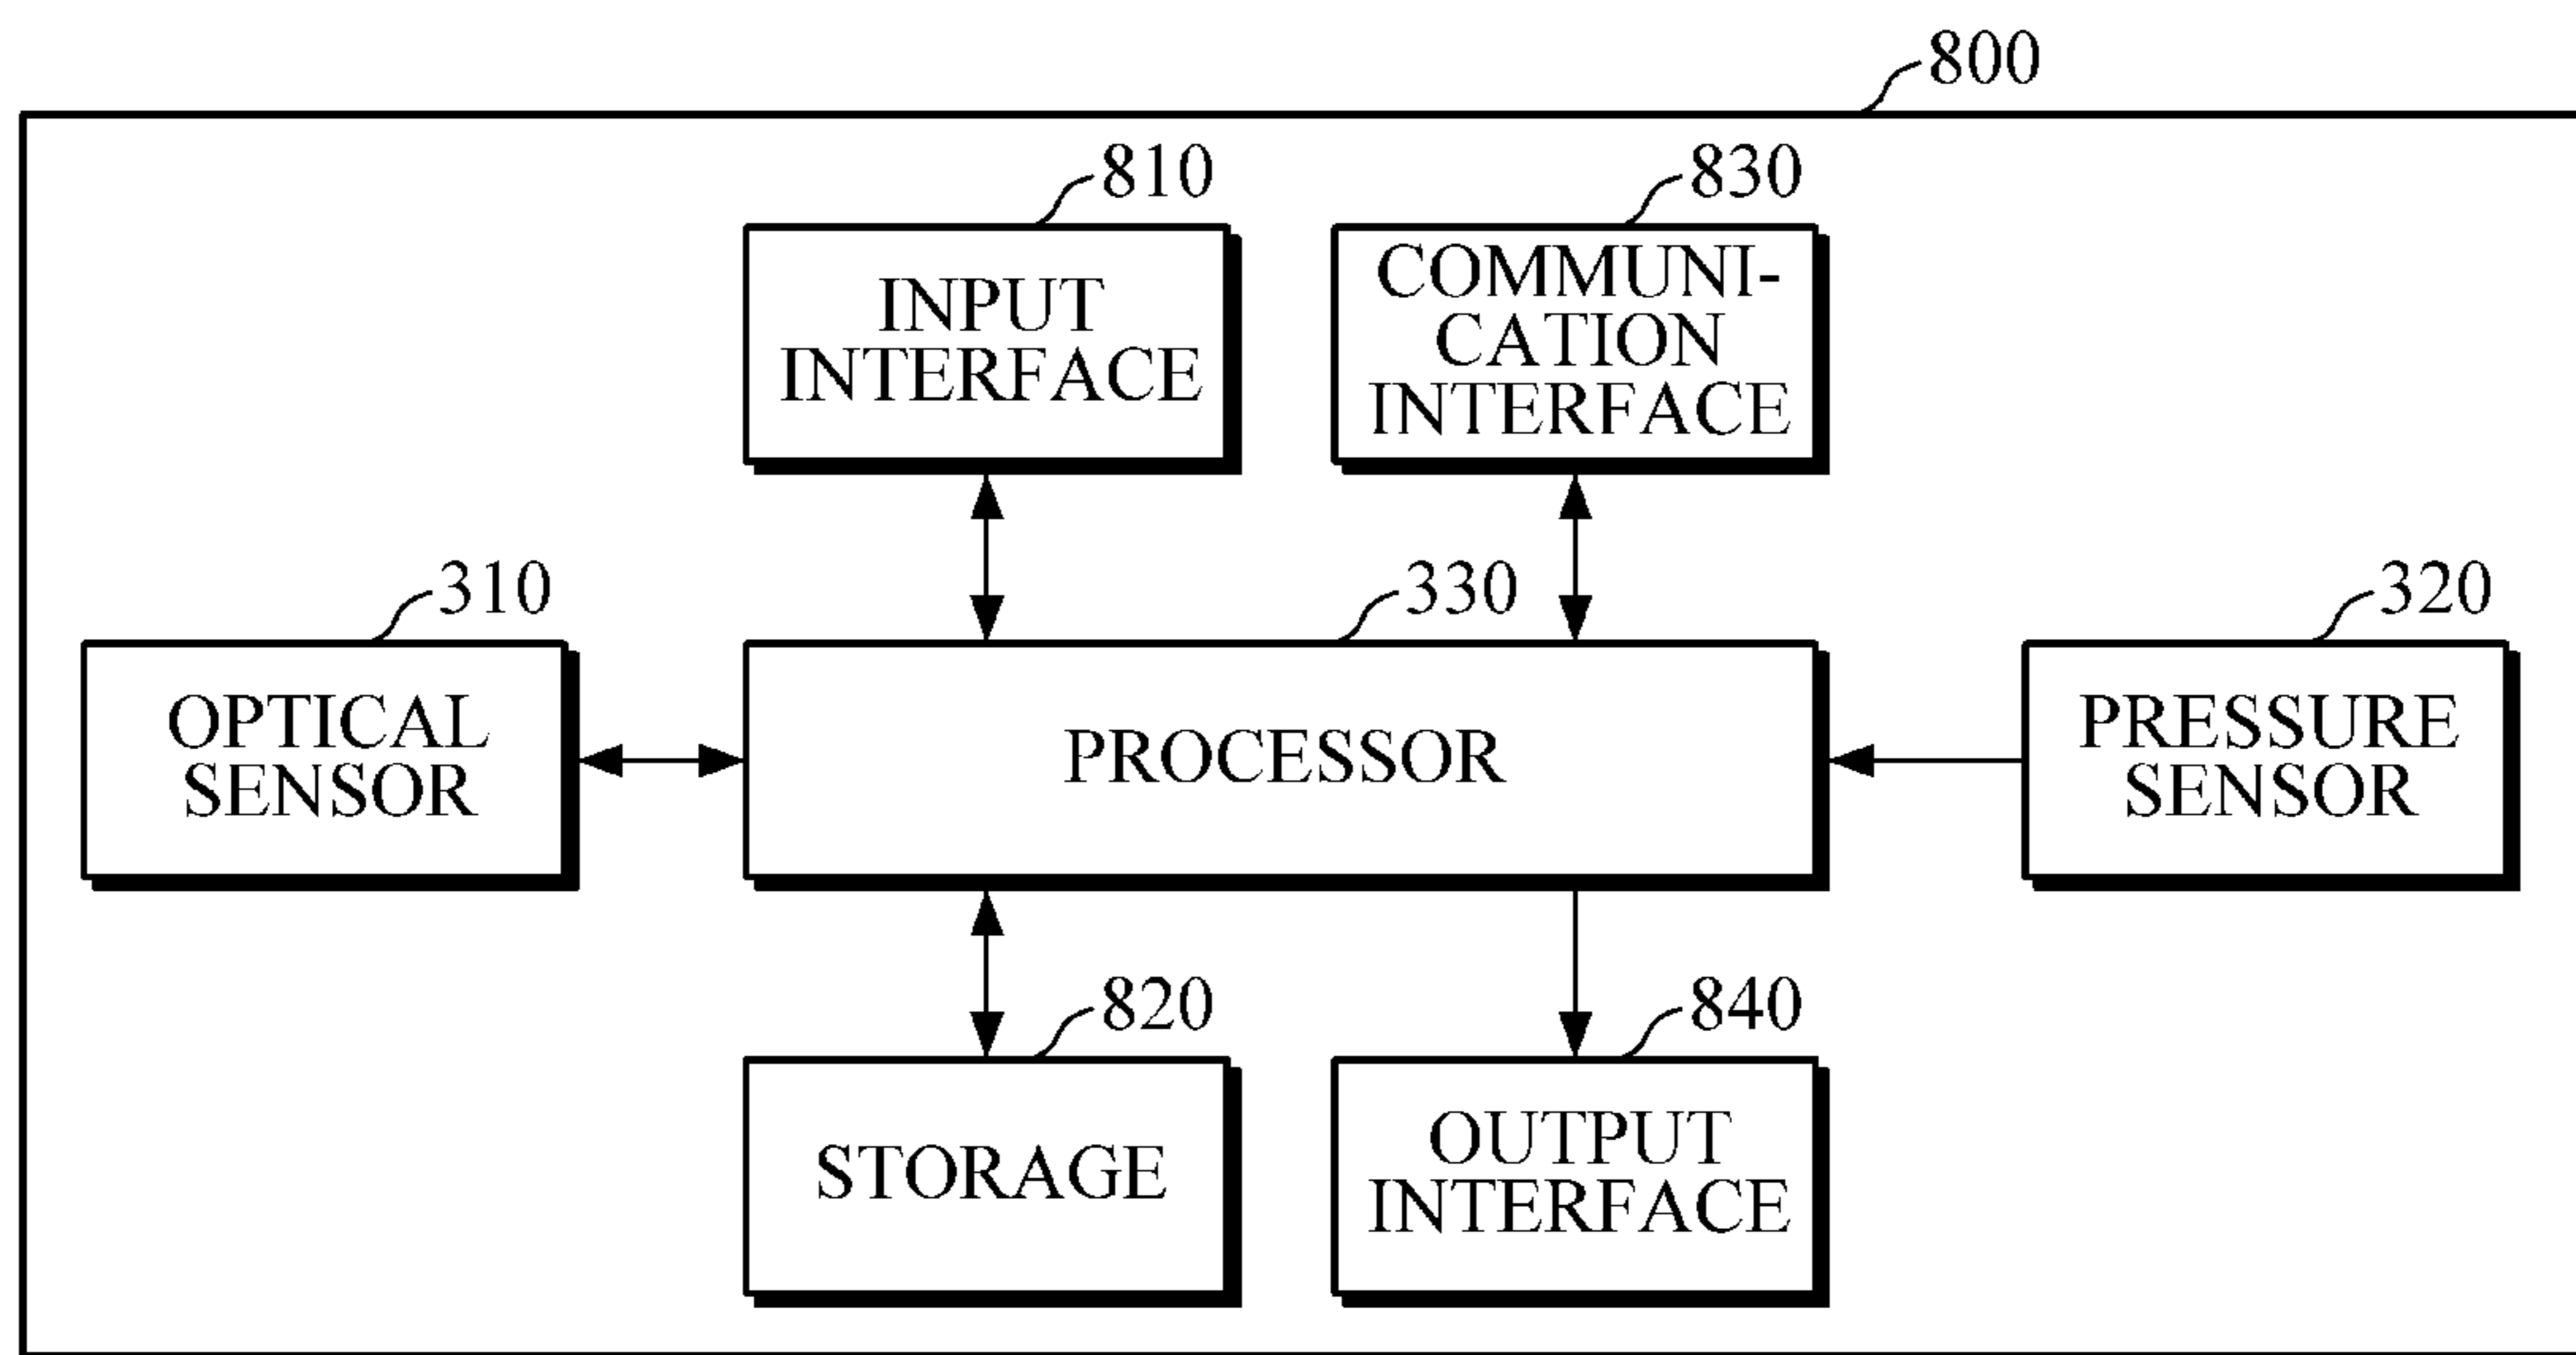 800
810
830
INPUT
INTERFACE
COMMUNI-
CATION
INTERFACE
310
330
320
OPTICAL
SENSOR
PROCESSOR
PRESSURE
SENSOR
820
840
STORAGE
OUTPUT
INTERFACE